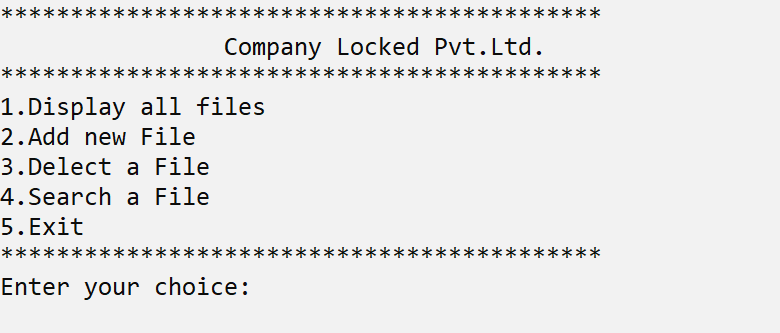 *******************************************
Company Locked Pvt.Ltd.
*******************************************
1.Display all files
2.Add new File
3.Delect a File
4.Search a File
5.Exit
*******************************************
Enter your choice: